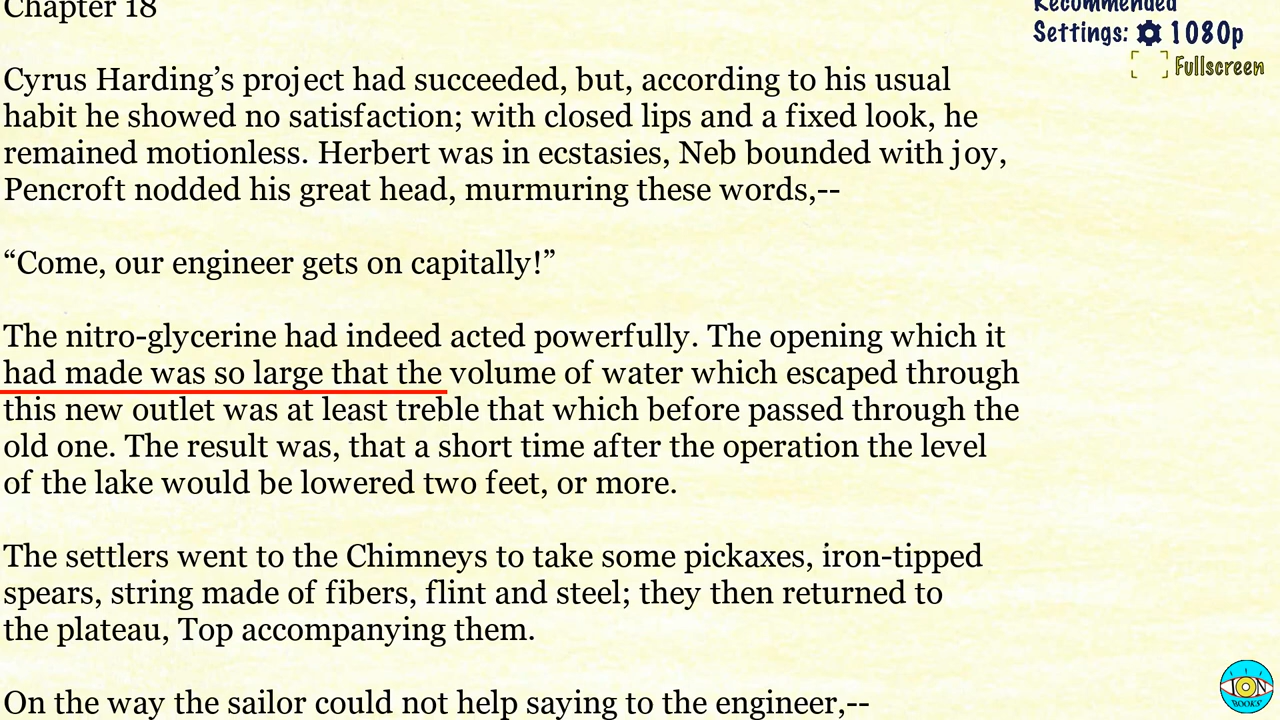 Chapter 18
Recommended
Settings: 1080p
Fullscreen
Cyrus Harding’s project had succeeded, but, according to his usual
habit he showed no satisfaction; with closed lips and a fixed look, he
remained motionless. Herbert was in ecstasies, Neb bounded with joy,
Pencroft nodded his great head, murmuring these words,--
“Come, our engineer gets on capitally!”
The nitro-glycerine had indeed acted powerfully. The opening which it
had made was so large that the volume of water which escaped through
this new outlet was at least treble that which before passed through the
old one. The result was, that a short time after the operation the level
of the lake would be lowered two feet, or more.
The settlers went to the Chimneys to take some pickaxes, iron-tipped
spears, string made of fibers, flint and steel; they then returned to
the plateau, Top accompanying them.
On the way the sailor could not help saying to the engineer,--
ION
BOOKS